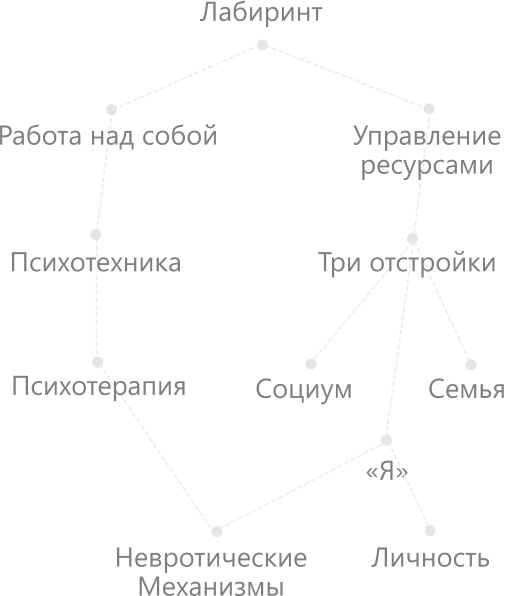 Лабиринт
Работа над собой
Управление
ресурсами
Психотехника
Три отстройки
Психотерапия
Социум
Семья
«Я»
Невротические
Механизмы
Личность